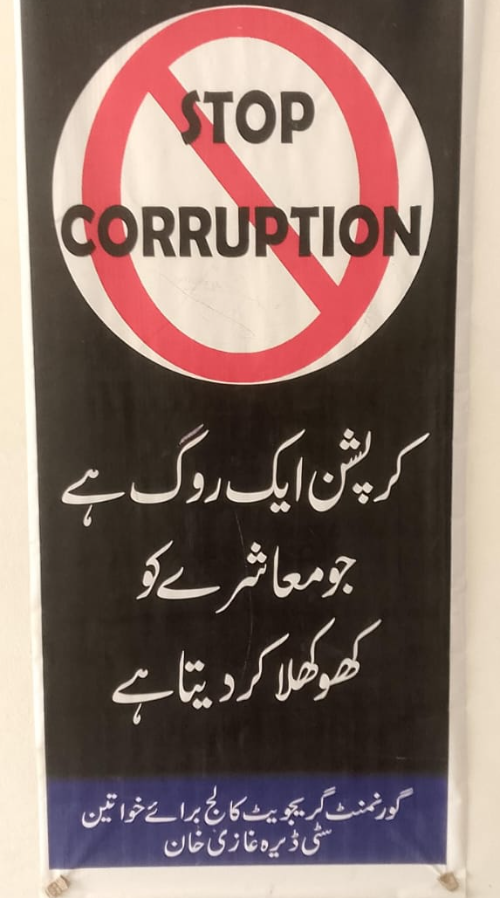 STOP
CORRUPTION
کرپشن ایک روگ ہے
جو معاشرے کو
کھوکھلا کر دیتا ہے
گورنمنٹ گریجویٹ کالج برائے خواتین
سٹی ڈیرہ غازی خان